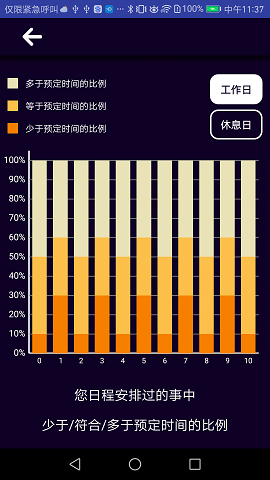 仅限紧急呼叫 ··· 100% 中午11:37
多于预定时间的比例
等于预定时间的比例
少于预定时间的比例
工作日
休息日
100%
90%
80%
70%
60%
50%
40%
30%
20%
10%
0%
0 1 2 3 4 5 6 7 8 9 10
您日程安排过的事中
少于/符合/多于预定时间的比例